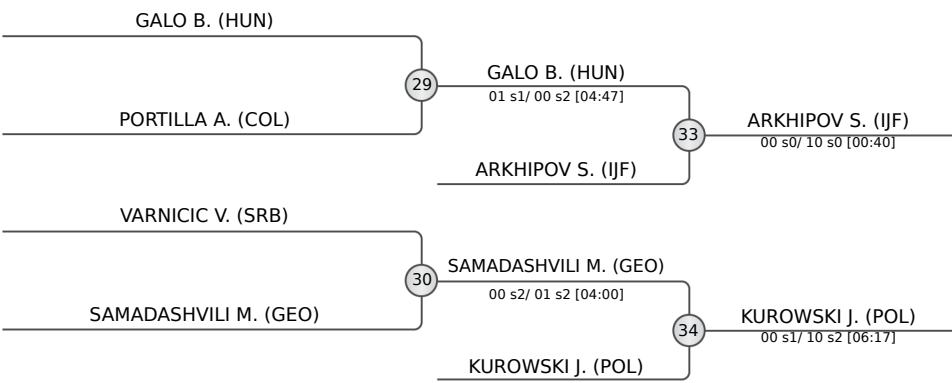 GALO B. (HUN)
29
PORTILLA A. (COL)
GALO B. (HUN)
01 s1/ 00 s2 [04:47]
33
ARKHIPOV S. (IJF)
ARKHIPOV S. (IJF)
00 s0/ 10 s0 [00:40]
VARNICIC V. (SRB)
30
SAMADASHVILI M. (GEO)
SAMADASHVILI M. (GEO)
00 s2/ 01 s2 [04:00]
34
KUROWSKI J. (POL)
KUROWSKI J. (POL)
00 s1/ 10 s2 [06:17]